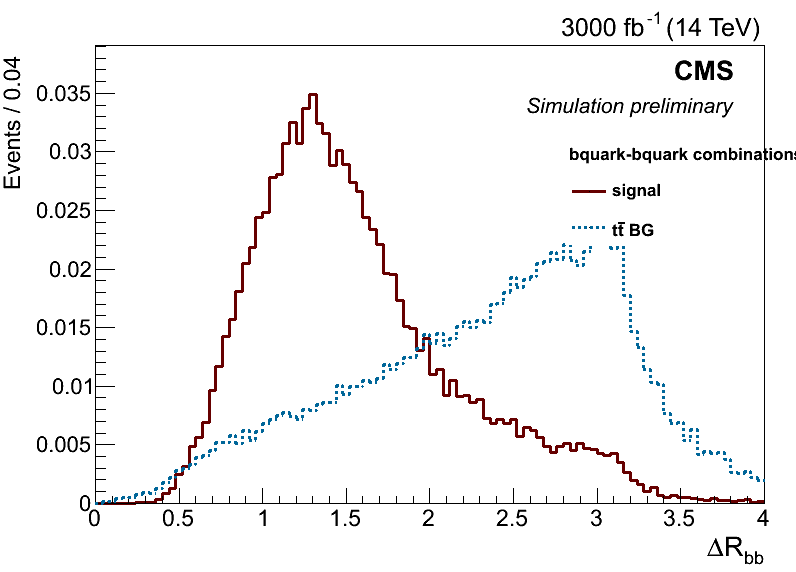 3000 fb⁻¹ (14 TeV)
Events / 0.04
CMS
Simulation preliminary
bquark-bquark combinations
signal
tt̄ BG
0.035
0.03
0.025
0.02
0.015
0.01
0.005
0
0 0.5 1 1.5 2 2.5 3 3.5 4
ΔR_bb